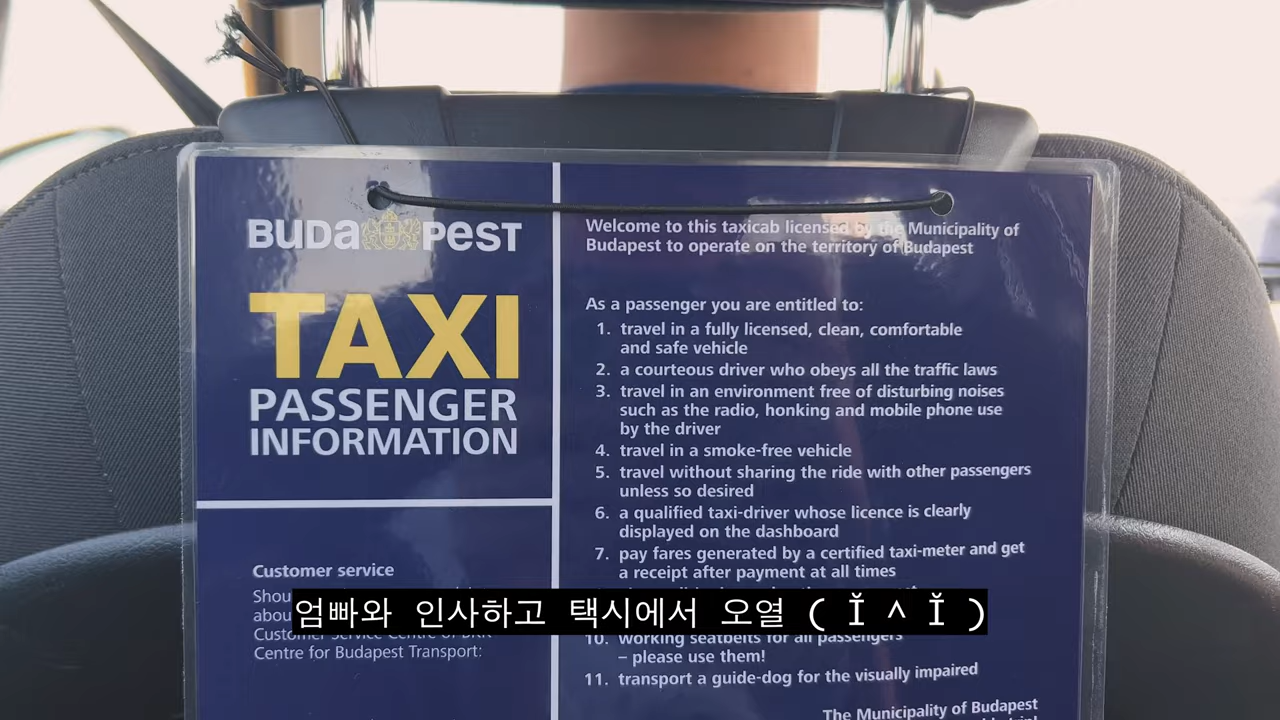 BUDAPEST
TAXI
PASSENGER
INFORMATION
Customer service
Shou
abou
Customer Service Centre of BKK
Centre for Budapest Transport:
Welcome to this taxicab licensed by the Municipality of
Budapest to operate on the territory of Budapest
As a passenger you are entitled to:
1. travel in a fully licensed, clean, comfortable
and safe vehicle
2. a courteous driver who obeys all the traffic laws
3. travel in an environment free of disturbing noises
such as the radio, honking and mobile phone use
by the driver
4. travel in a smoke-free vehicle
5. travel without sharing the ride with other passengers
unless so desired
6. a qualified taxi-driver whose licence is clearly
displayed on the dashboard
7. pay fares generated by a certified taxi-meter and get
a receipt after payment at all times
10. working seatbelts for all passengers
– please use them!
11. transport a guide-dog for the visually impaired
The Municipality of Budapest
엄빠와 인사하고 택시에서 오열 ( Ĭ ^ Ĭ )